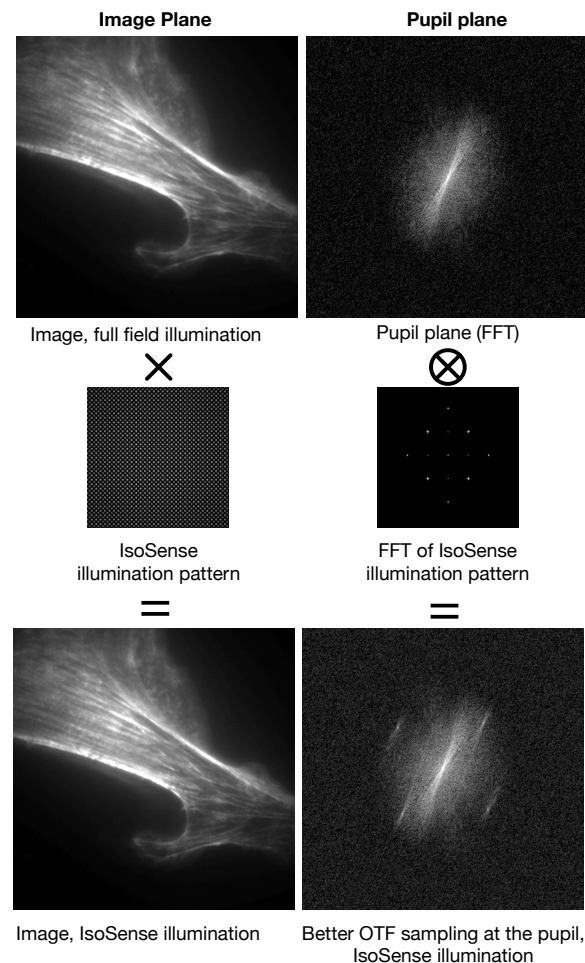 Image Plane
Pupil plane
Image, full field illumination
Pupil plane (FFT)
IsoSense
illumination pattern
FFT of IsoSense
illumination pattern
Image, IsoSense illumination
Better OTF sampling at the pupil,
IsoSense illumination